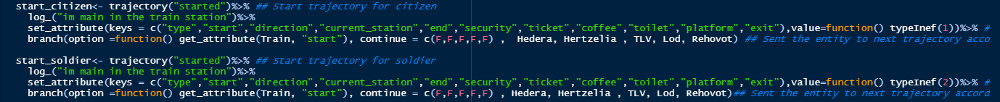 start_citizen<- trajectory("started")%>% ## Start trajectory for citizen
log_("im main in the train station")%>%
set_attribute(keys = c("type","start","direction","current_station","end","security","ticket","coffee","toilet","platform","exit"),value=function() typeInef(1))%>% #
branch(option =function() get_attribute(Train, "start"), continue = c(F,F,F,F,F) ,  Hedera, Hertzelia , TLV, Lod, Rehovot) ## Sent the entity to next trajectory acco
start_soldier<- trajectory("started")%>% ## Start trajectory for soldier
log_("im main in the train station")%>%
set_attribute(keys = c("type","start","direction","current_station","end","security","ticket","coffee","toilet","platform","exit"),value=function() typeInef(2))%>% #
branch(option =function() get_attribute(Train, "start"), continue = c(F,F,F,F,F) , Hedera, Hertzelia , TLV, Lod, Rehovot)## Sent the entity to next trajectory accord